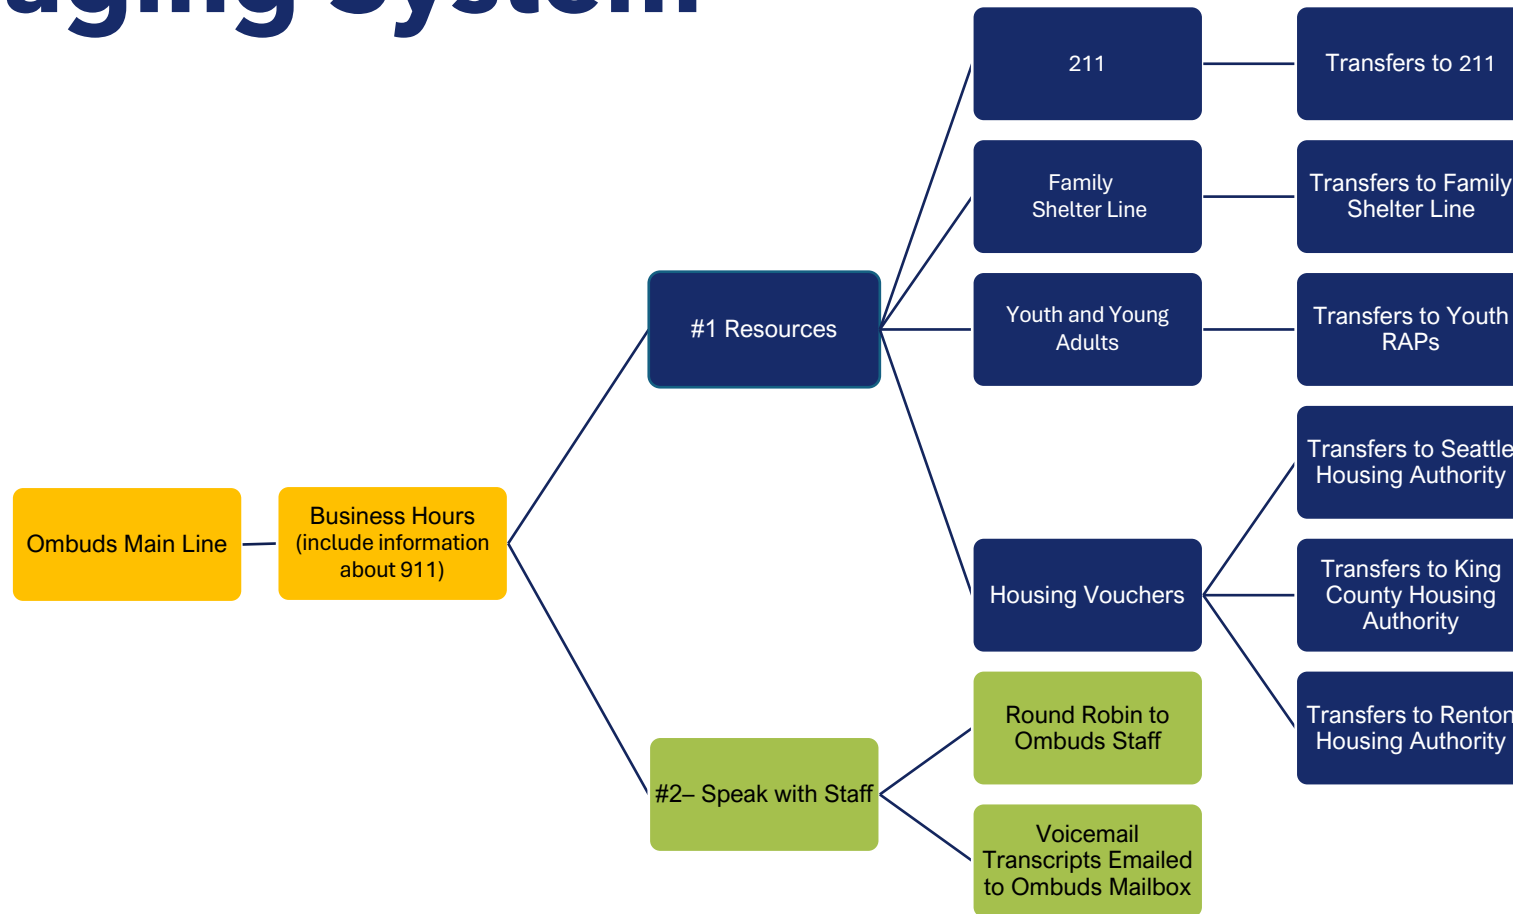 aging System
211
Transfers to 211
Family
Shelter Line
Transfers to Family
Shelter Line
#1 Resources
Youth and Young
Adults
Transfers to Youth
RAPs
Transfers to Seattle
Housing Authority
Ombuds Main Line
Business Hours
(include information
about 911)
Housing Vouchers
Transfers to King
County Housing
Authority
Round Robin to
Ombuds Staff
Transfers to Renton
Housing Authority
#2– Speak with Staff
Voicemail
Transcripts Emailed
to Ombuds Mailbox